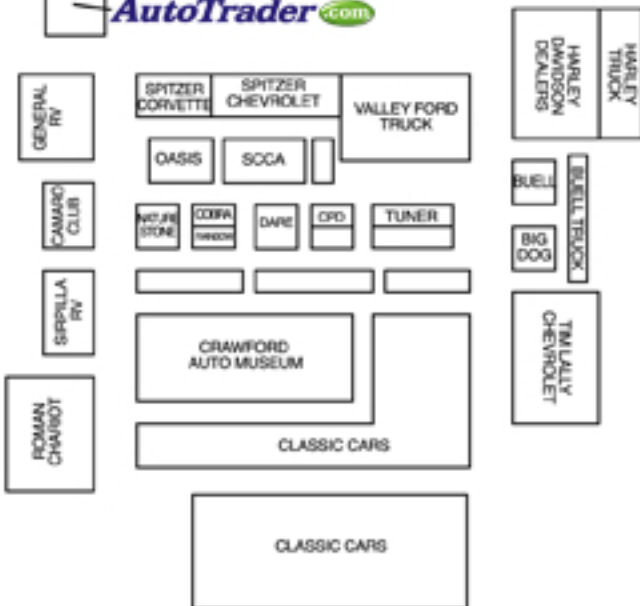 AutoTrader.com
HARLEY
DAVIDSON
DEALERS
HARLEY
TRUCK
GENERAL
RV
SPITZER
CORVETTE
SPITZER
CHEVROLET
VALLEY FORD
TRUCK
OASIS
SCCA
BUELL
BUELL TRUCK
CAMARO
CLUB
NATURE
STONE
COBRA
DARE
CPD
TUNER
BIG
DOG
SIRPILLA
RV
CRAWFORD
AUTO MUSEUM
TIM LALLY
CHEVROLET
ROMAN
CHARIOT
CLASSIC CARS
CLASSIC CARS